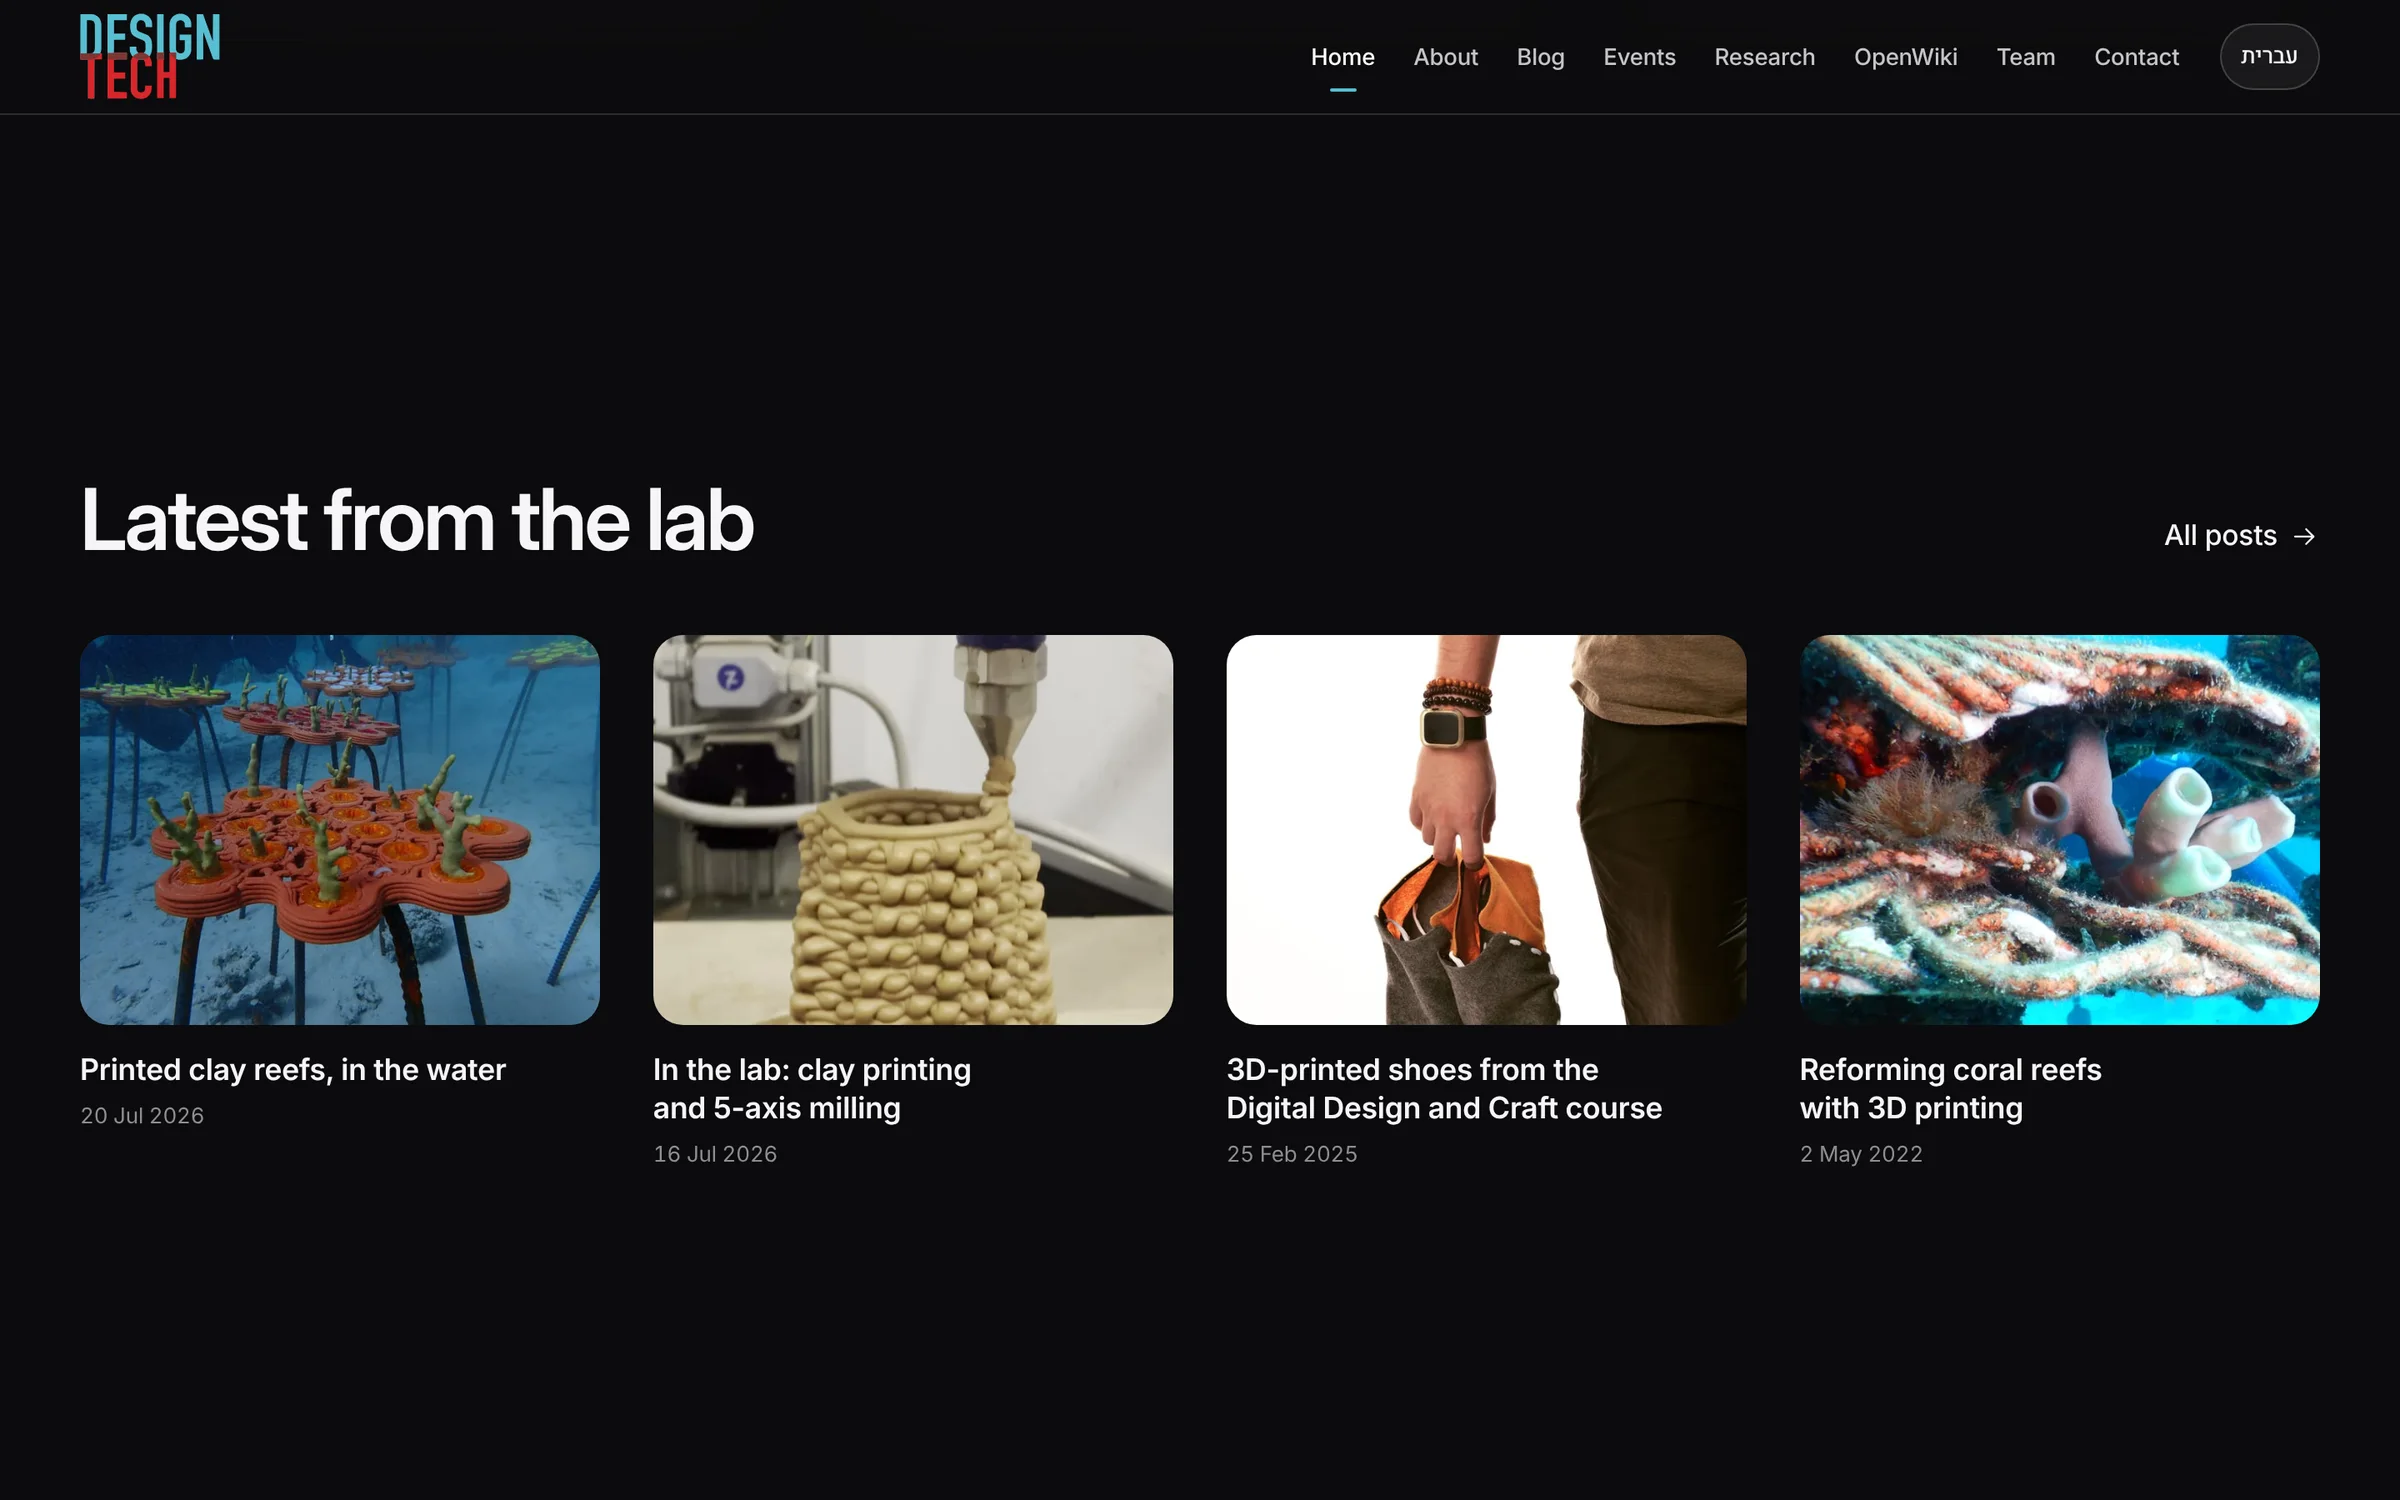 DESIGN
TECH
Home About Blog Events Research OpenWiki Team Contact עברית
Latest from the lab
All posts →
Printed clay reefs, in the water
20 Jul 2026
In the lab: clay printing
and 5-axis milling
16 Jul 2026
3D-printed shoes from the
Digital Design and Craft course
25 Feb 2025
Reforming coral reefs
with 3D printing
2 May 2022